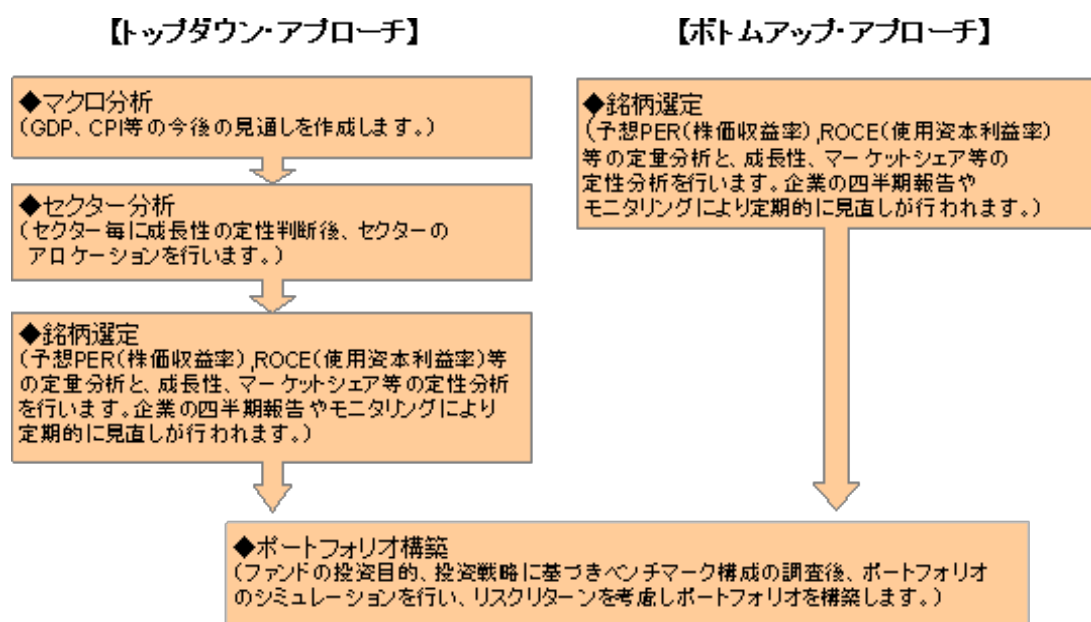 【トップダウン・アプローチ】
◆マクロ分析
(GDP、CPI等の今後の見通しを作成します。)
◆セクター分析
(セクター毎に成長性の定性判断後、セクターの
アロケーションを行います。)
◆銘柄選定
(予想PER(株価収益率),ROCE(使用資本利益率)等
の定量分析と、成長性、マーケットシェア等の定性分析
を行います。企業の四半期報告やモニタリングにより
定期的に見直しが行われます。)
【ボトムアップ・アプローチ】
◆銘柄選定
(予想PER(株価収益率),ROCE(使用資本利益率)
等の定量分析と、成長性、マーケットシェア等の
定性分析を行います。企業の四半期報告や
モニタリングにより定期的に見直しが行われます。)
◆ポートフォリオ構築
(ファンドの投資目的、投資戦略に基づきベンチマーク構成の調査後、ポートフォリオ
のシミュレーションを行い、リスクリターンを考慮しポートフォリオを構築します。)